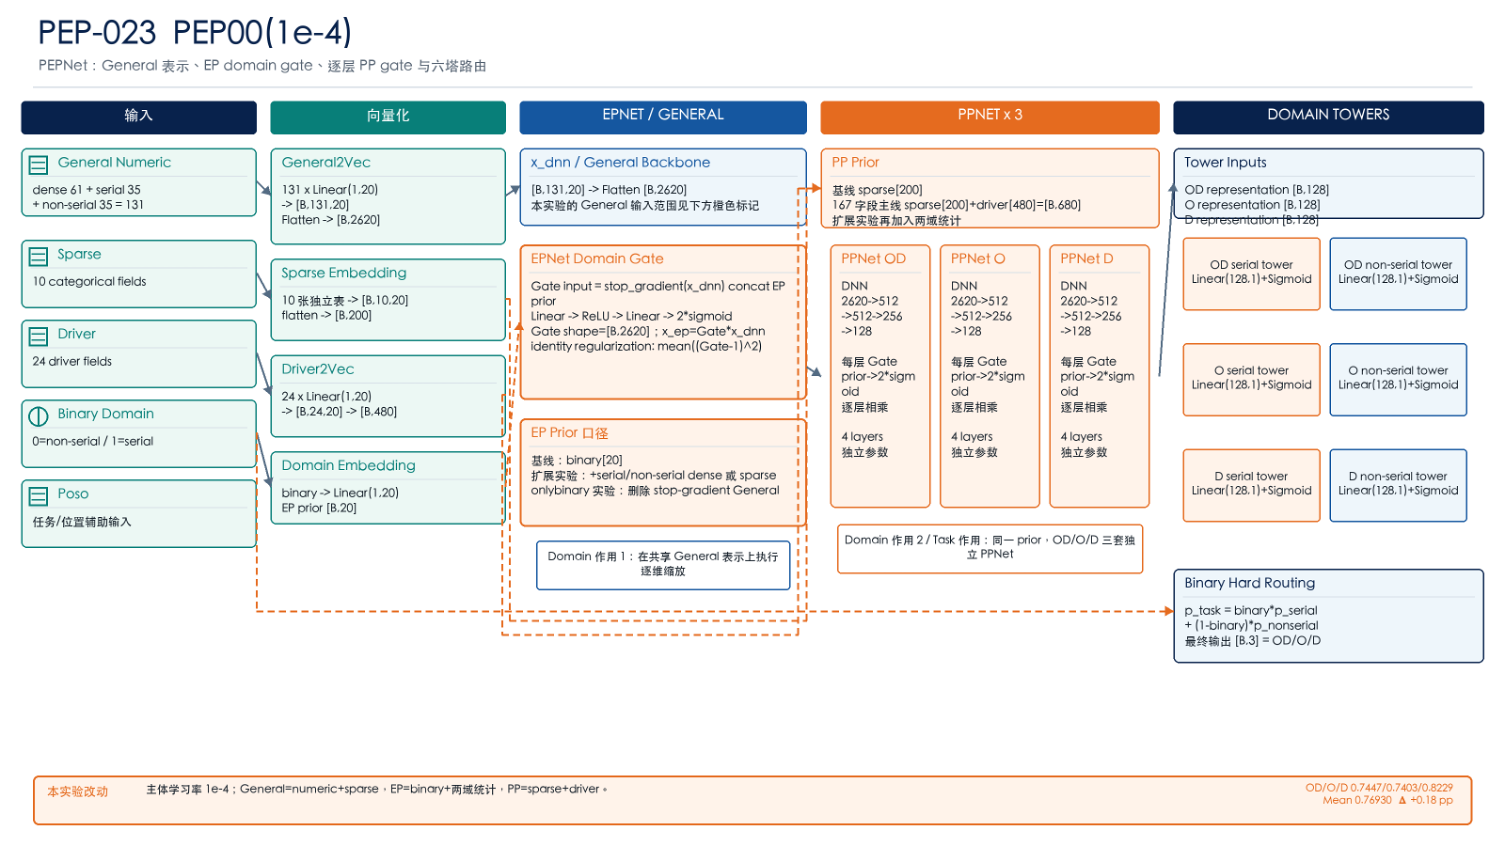 PEP-023 PEP00(1e-4)
PEPNet：General 表示、EP domain gate、逐层 PP gate 与六塔路由
输入
向量化
EPNET / GENERAL
PPNET x 3
DOMAIN TOWERS
General Numeric
dense 61 + serial 35
+ non-serial 35 = 131
Sparse
10 categorical fields
Driver
24 driver fields
Binary Domain
0=non-serial / 1=serial
Poso
任务/位置辅助输入
General2Vec
131 x Linear(1,20)
-> [B,131,20]
Flatten -> [B,2620]
Sparse Embedding
10 张独立表 -> [B,10,20]
flatten -> [B,200]
Driver2Vec
24 x Linear(1,20)
-> [B,24,20] -> [B,480]
Domain Embedding
binary -> Linear(1,20)
EP prior [B,20]
x_dnn / General Backbone
[B,131,20] -> Flatten [B,2620]
本实验的 General 输入范围见下方橙色标记
EPNet Domain Gate
Gate input = stop_gradient(x_dnn) concat EP
prior
Linear -> ReLU -> Linear -> 2*sigmoid
Gate shape=[B,2620]；x_ep=Gate*x_dnn
identity regularization: mean((Gate-1)^2)
EP Prior 口径
基线：binary[20]
扩展实验：+serial/non-serial dense 或 sparse
onlybinary 实验：删除 stop-gradient General
Domain 作用 1：在共享 General 表示上执行
逐维缩放
PP Prior
基线 sparse[200]
167 字段主线 sparse[200]+driver[480]=[B,680]
扩展实验再加入两域统计
PPNet OD
DNN
2620->512
->512->256
->128
每层 Gate
prior->2*sigm
oid
逐层相乘
4 layers
独立参数
PPNet O
DNN
2620->512
->512->256
->128
每层 Gate
prior->2*sigm
oid
逐层相乘
4 layers
独立参数
PPNet D
DNN
2620->512
->512->256
->128
每层 Gate
prior->2*sigm
oid
逐层相乘
4 layers
独立参数
Domain 作用 2 / Task 作用：同一 prior，OD/O/D 三套独
立 PPNet
Tower Inputs
OD representation [B,128]
O representation [B,128]
D representation [B,128]
OD serial tower
Linear(128,1)+Sigmoid
OD non-serial tower
Linear(128,1)+Sigmoid
O serial tower
Linear(128,1)+Sigmoid
O non-serial tower
Linear(128,1)+Sigmoid
D serial tower
Linear(128,1)+Sigmoid
D non-serial tower
Linear(128,1)+Sigmoid
Binary Hard Routing
p_task = binary*p_serial
+ (1-binary)*p_nonserial
最终输出 [B,3] = OD/O/D
本实验改动
主体学习率 1e-4；General=numeric+sparse，EP=binary+两域统计，PP=sparse+driver。
OD/O/D 0.7447/0.7403/0.8229
Mean 0.76930 Δ +0.18 pp